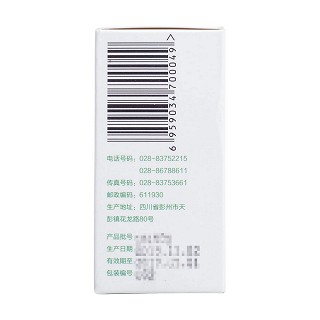 6 959034 700049 >
电话号码：028-83752215
028-86788611
传真号码：028-83753661
邮政编码：611930
生产地址：四川省彭州市天
彭镇花龙路80号
产品批号：
生产日期：
有效期至：
包装编号：